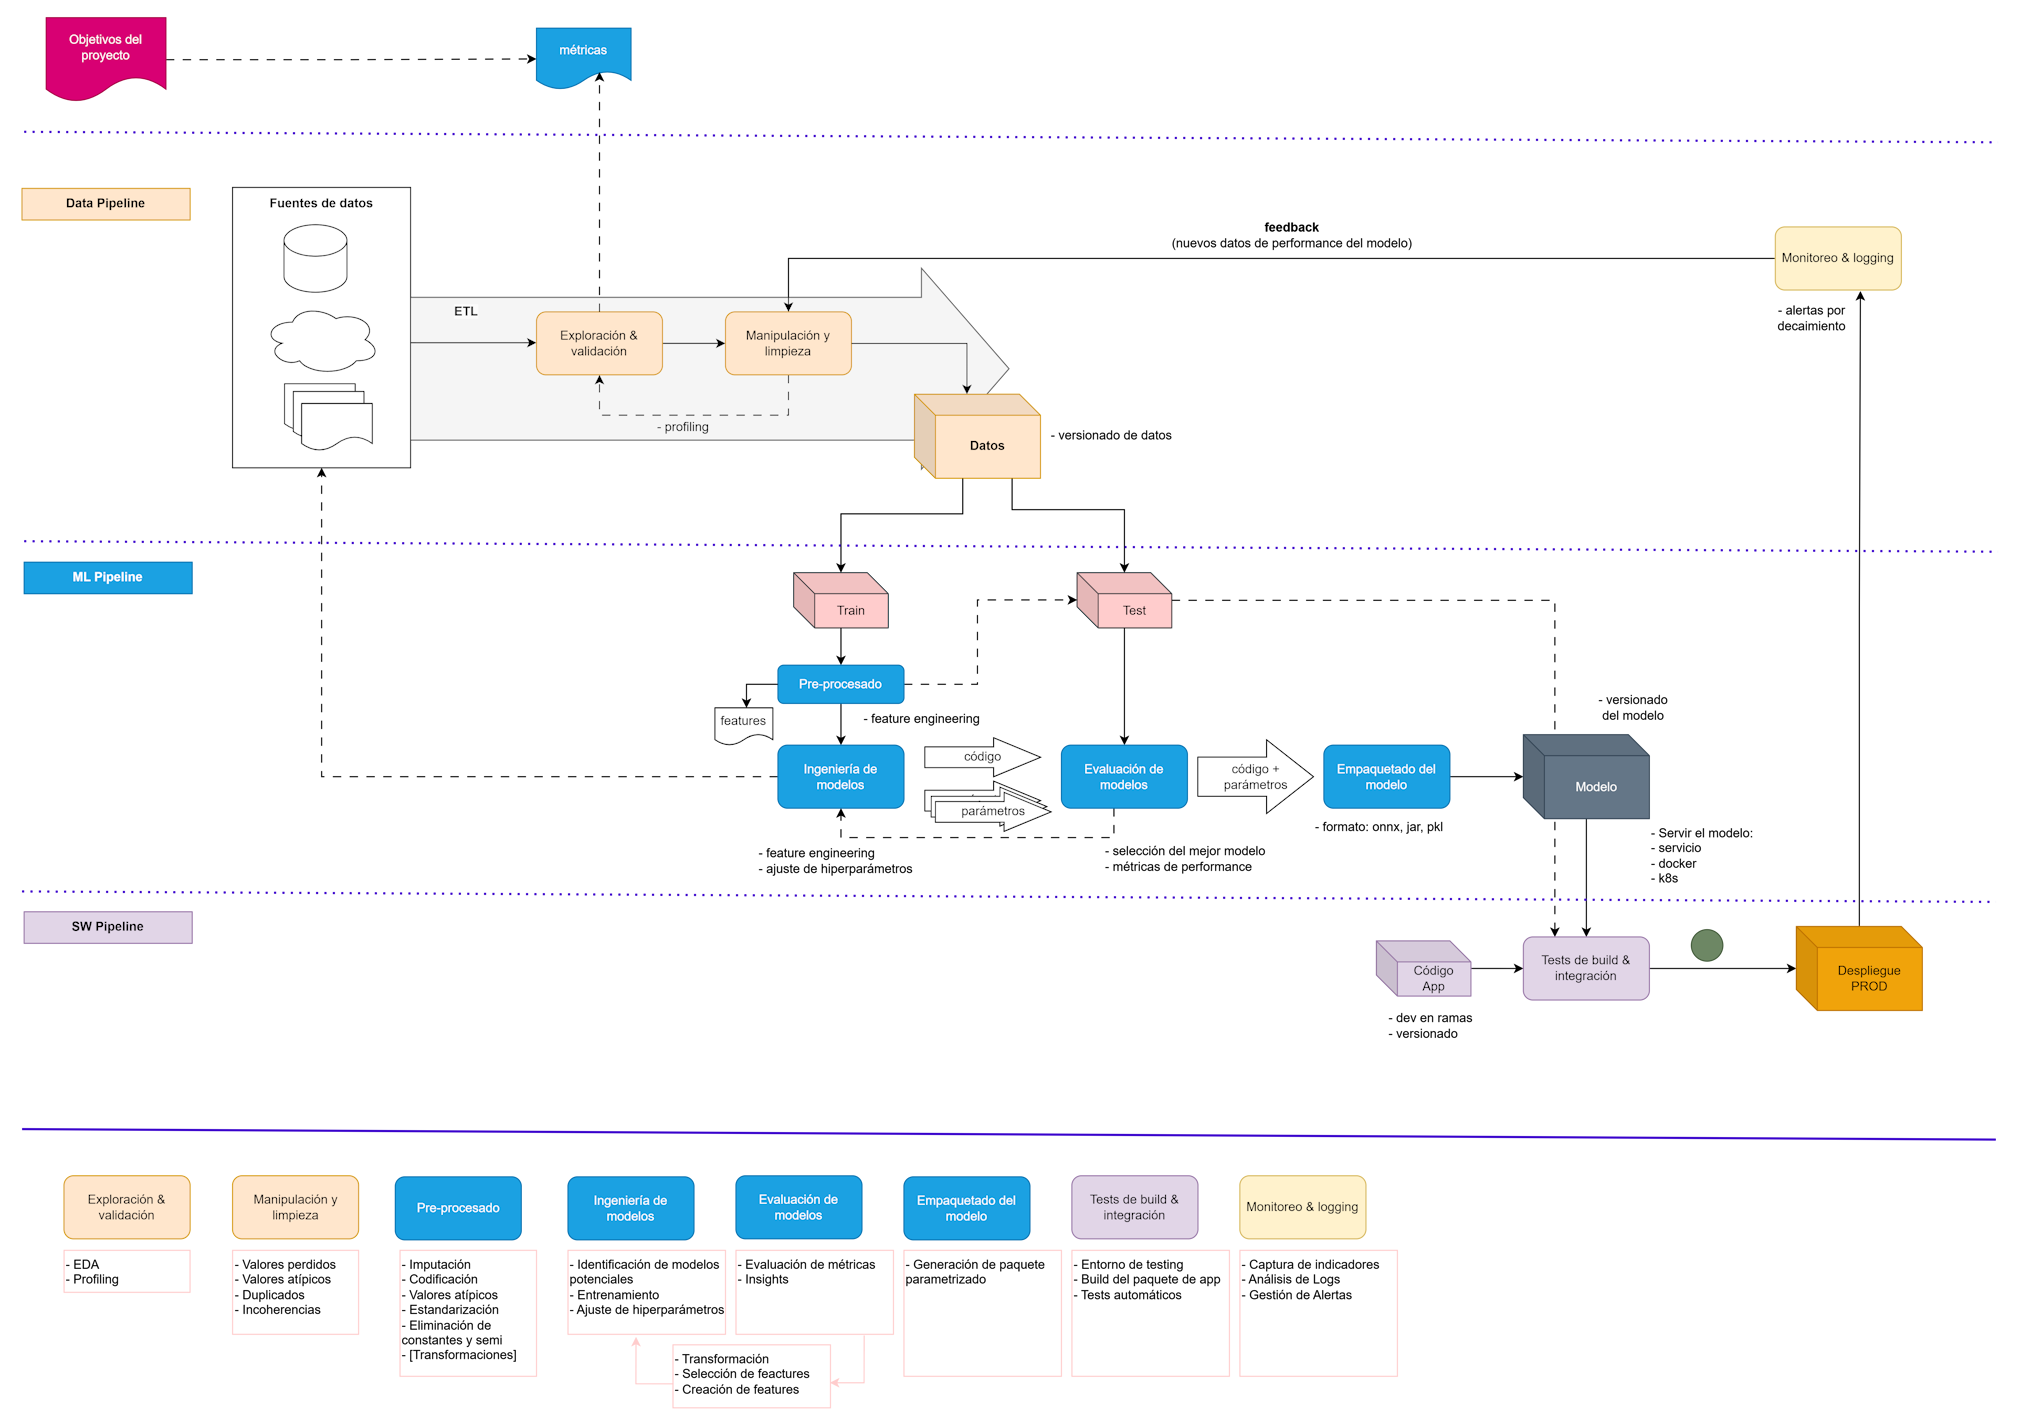 Objetivos del
proyecto
métricas
Data Pipeline
Fuentes de datos
ETL
Exploración &
validación
Manipulación y
limpieza
- profiling
feedback
(nuevos datos de performance del modelo)
Monitoreo & logging
- alertas por
decaimiento
Datos
- versionado de datos
ML Pipeline
Train
Test
Pre-procesado
features
- feature engineering
Ingeniería de
modelos
código
parámetros
Evaluación de
modelos
código +
parámetros
Empaquetado del
modelo
- formato: onnx, jar, pkl
- versionado
del modelo
Modelo
- feature engineering
- ajuste de hiperparámetros
- selección del mejor modelo
- métricas de performance
- Servir el modelo:
- servicio
- docker
- k8s
SW Pipeline
Código
App
- dev en ramas
- versionado
Tests de build &
integración
Despliegue
PROD
Exploración &
validación
- EDA
- Profiling
Manipulación y
limpieza
- Valores perdidos
- Valores atípicos
- Duplicados
- Incoherencias
Pre-procesado
- Imputación
- Codificación
- Valores atípicos
- Estandarización
- Eliminación de
constantes y semi
- [Transformaciones]
Ingeniería de
modelos
- Identificación de modelos
potenciales
- Entrenamiento
- Ajuste de hiperparámetros
Evaluación de
modelos
- Evaluación de métricas
- Insights
- Transformación
- Selección de feactures
- Creación de features
Empaquetado del
modelo
- Generación de paquete
parametrizado
Tests de build &
integración
- Entorno de testing
- Build del paquete de app
- Tests automáticos
Monitoreo & logging
- Captura de indicadores
- Análisis de Logs
- Gestión de Alertas